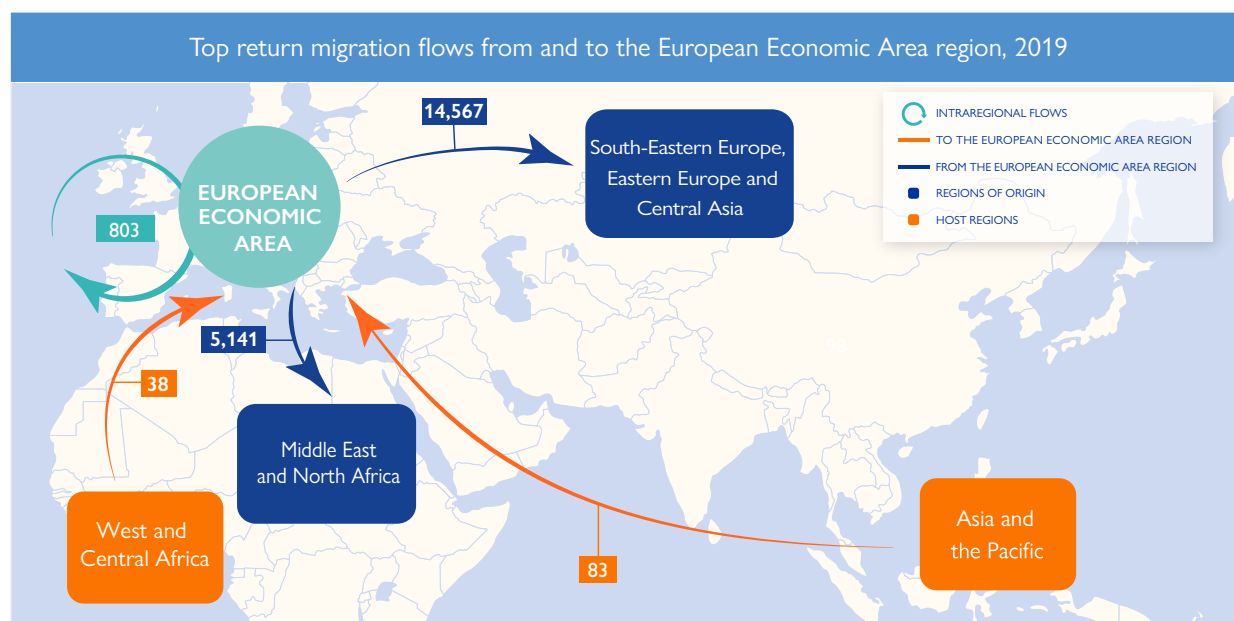 Top return migration flows from and to the European Economic Area region, 2019
INTRAREGIONAL FLOWS
TO THE EUROPEAN ECONOMIC AREA REGION
FROM THE EUROPEAN ECONOMIC AREA REGION
REGIONS OF ORIGIN
HOST REGIONS
14,567
South-Eastern Europe,
Eastern Europe and
Central Asia
EUROPEAN
ECONOMIC
AREA
803
5,141
38
Middle East
and North Africa
West and
Central Africa
Asia and
the Pacific
83